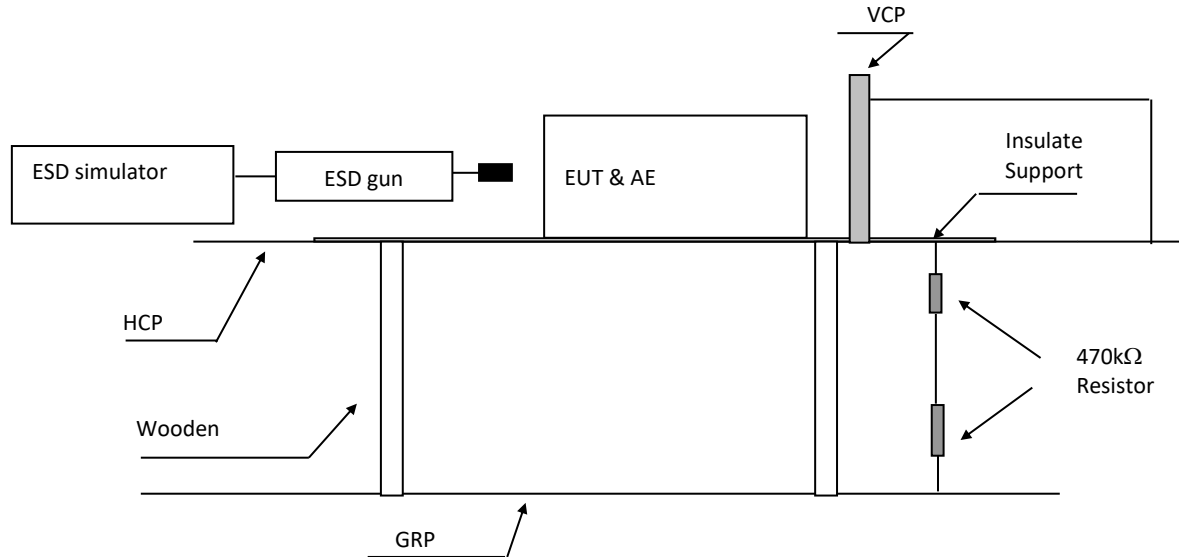 VCP
ESD simulator
ESD gun
EUT & AE
Insulate
Support
HCP
470kΩ
Resistor
Wooden
GRP